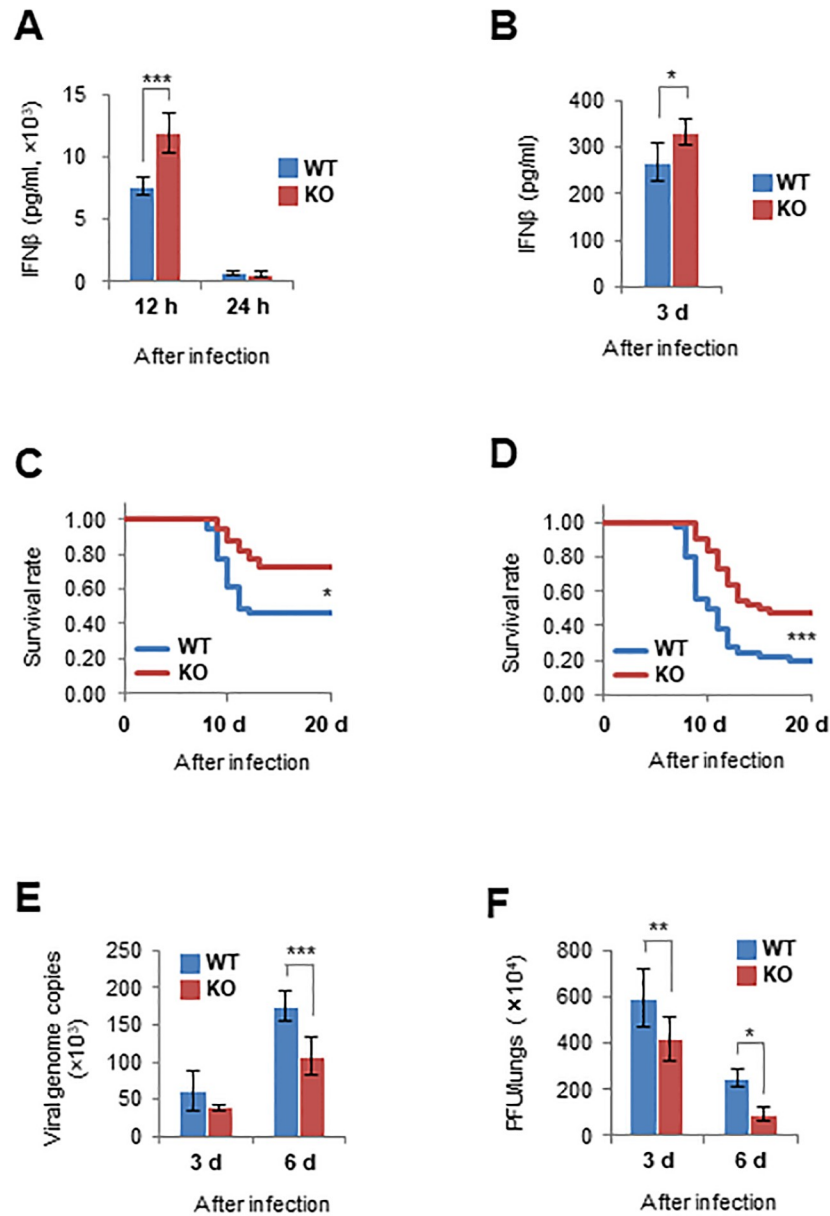 A
IFNβ (pg/ml, ×10³)
15
10
5
0
***
WT
KO
12 h
24 h
After infection
B
IFNβ (pg/ml)
400
300
200
100
0
*
WT
KO
3 d
After infection
C
Survival rate
1.00
0.80
0.60
0.40
0.20
0.00
*
WT
KO
0
10 d
20 d
After infection
D
Survival rate
1.00
0.80
0.60
0.40
0.20
0.00
***
WT
KO
0
10 d
20 d
After infection
E
Viral genome copies
(×10³)
250
200
150
100
50
0
WT
KO
***
3 d
6 d
After infection
F
PFU/lungs ( ×10⁴)
800
600
400
200
0
**
*
WT
KO
3 d
6 d
After infection